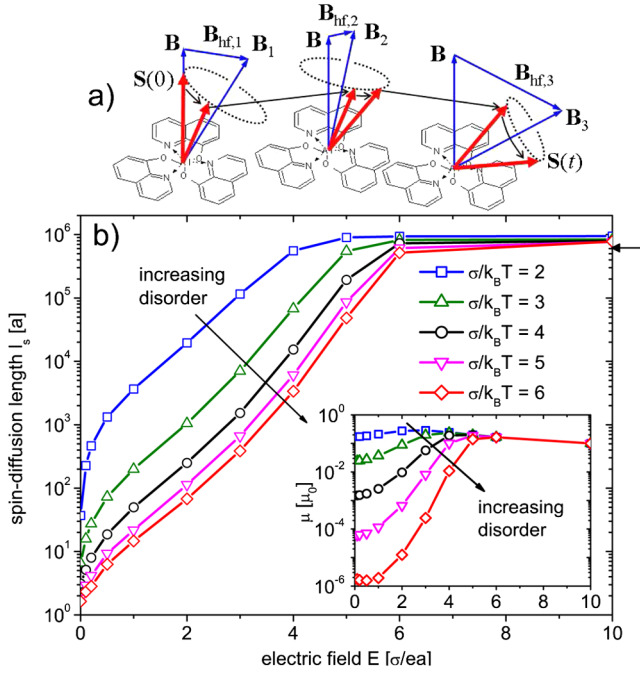 B B_hf,1 B_1
S(0)
B B_hf,2 B_2
B B_hf,3 B_3
S(t)
a)
b)
spin-diffusion length l_s [a]
10^6
10^5
10^4
10^3
10^2
10^1
10^0
increasing
disorder
σ/k_BT = 2
σ/k_BT = 3
σ/k_BT = 4
σ/k_BT = 5
σ/k_BT = 6
μ [μ_0]
10^0
10^-2
10^-4
10^-6
increasing
disorder
0 2 4 6 8 10
0 2 4 6 8 10
electric field E [σ/ea]